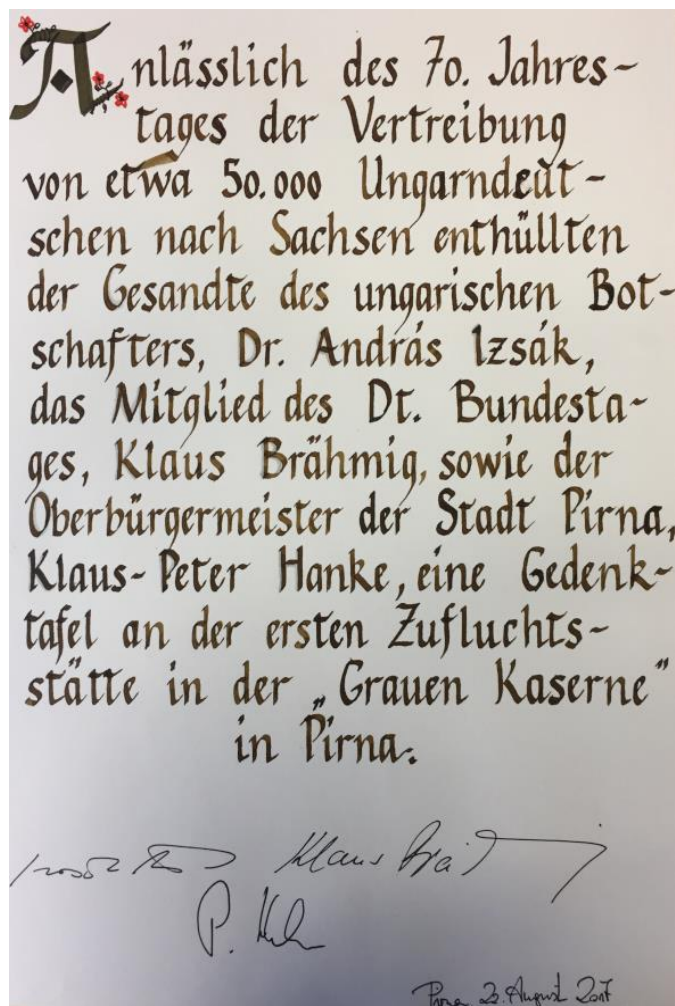 Anlässlich des 70. Jahres-
tages der Vertreibung
von etwa 50.000 Ungarndeut-
schen nach Sachsen enthüllten
der Gesandte des ungarischen Bot-
schafters, Dr. András Izsák,
das Mitglied des Dt. Bundesta-
ges, Klaus Brähmig, sowie der
Oberbürgermeister der Stadt Pirna,
Klaus-Peter Hanke, eine Gedenk-
tafel an der ersten Zufluchts-
stätte in der „Grauen Kaserne“
in Pirna.
Klaus
P.
Pirna 23. August 2017